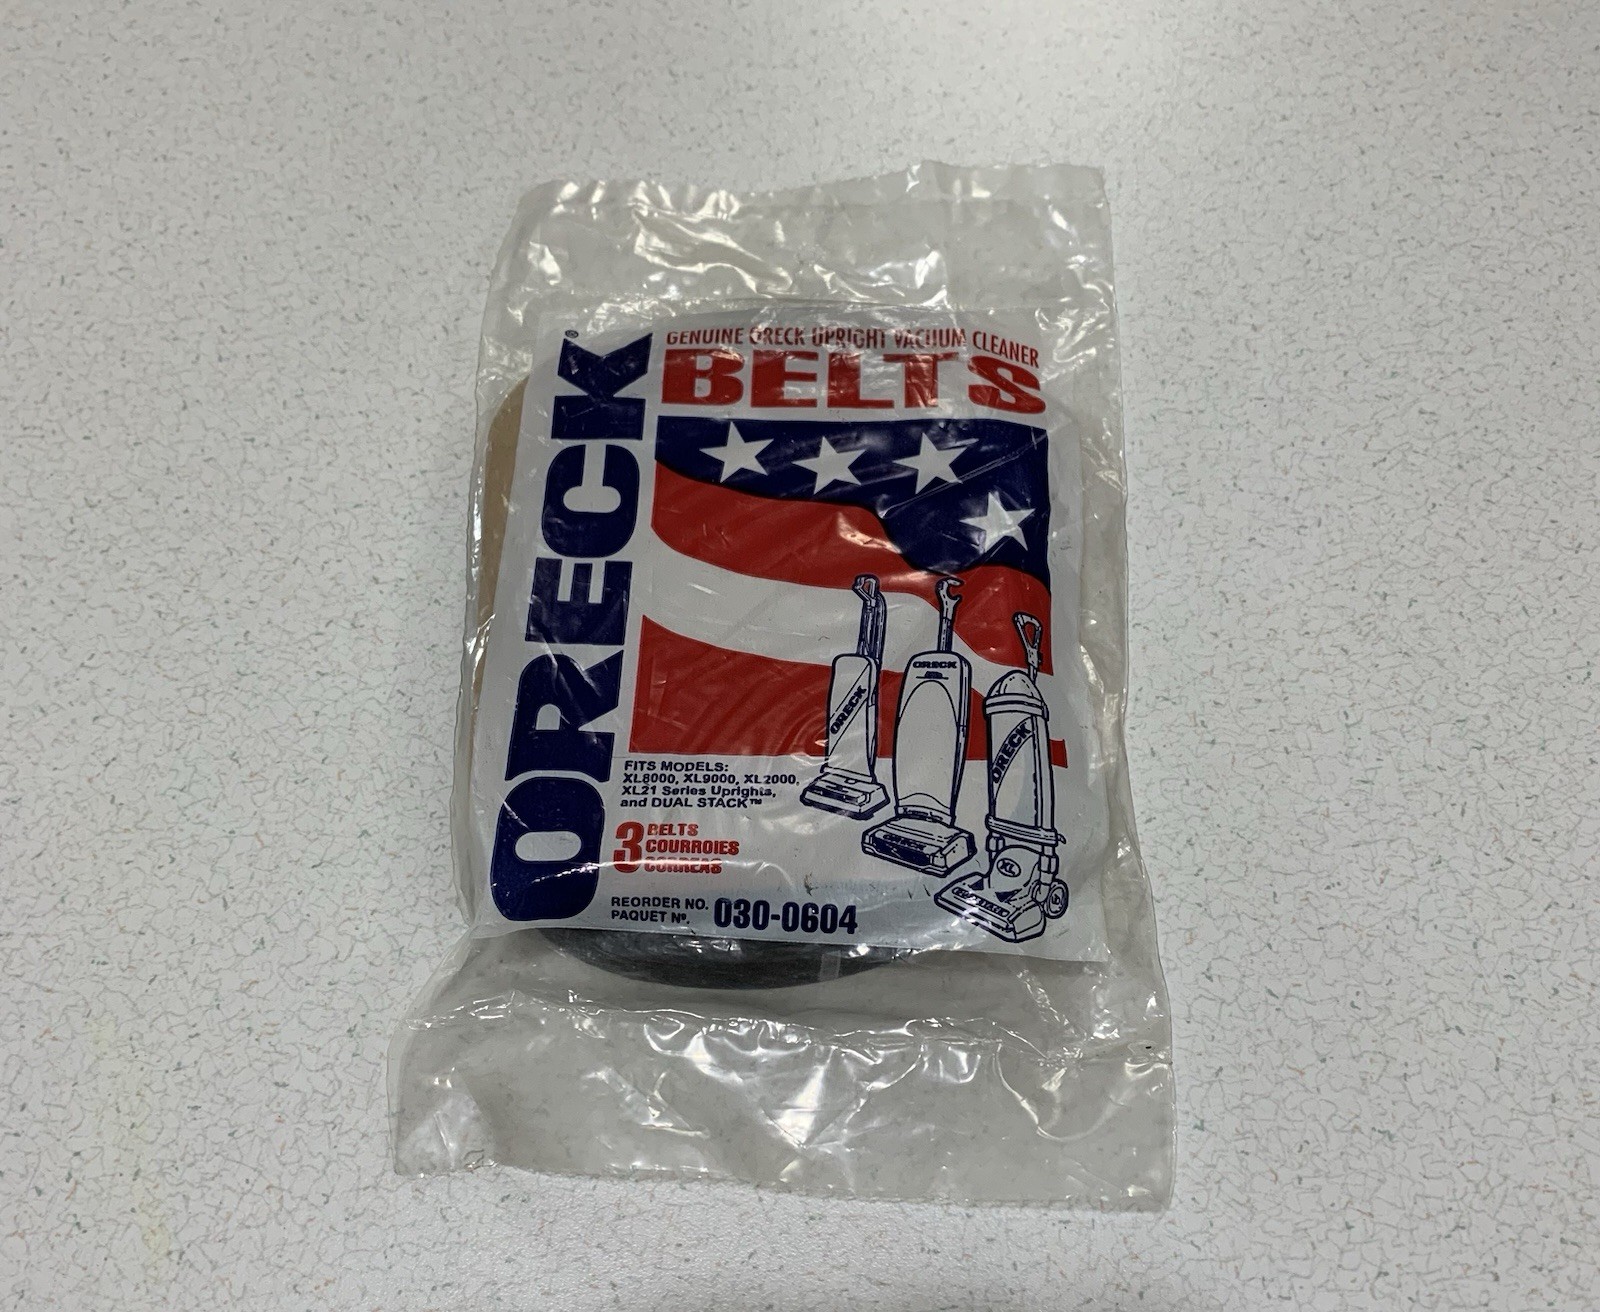 ORECK®
GENUINE ORECK UPRIGHT VACUUM CLEANER
BELTS
ORECK
ORECK
ORECK
ORECK
XL
FITS MODELS:
XL8000, XL9000, XL2000,
XL21 Series Uprights,
and DUAL STACK™
3 BELTS
COURROIES
CORREAS
REORDER NO. 030-0604
PAQUET Nº.